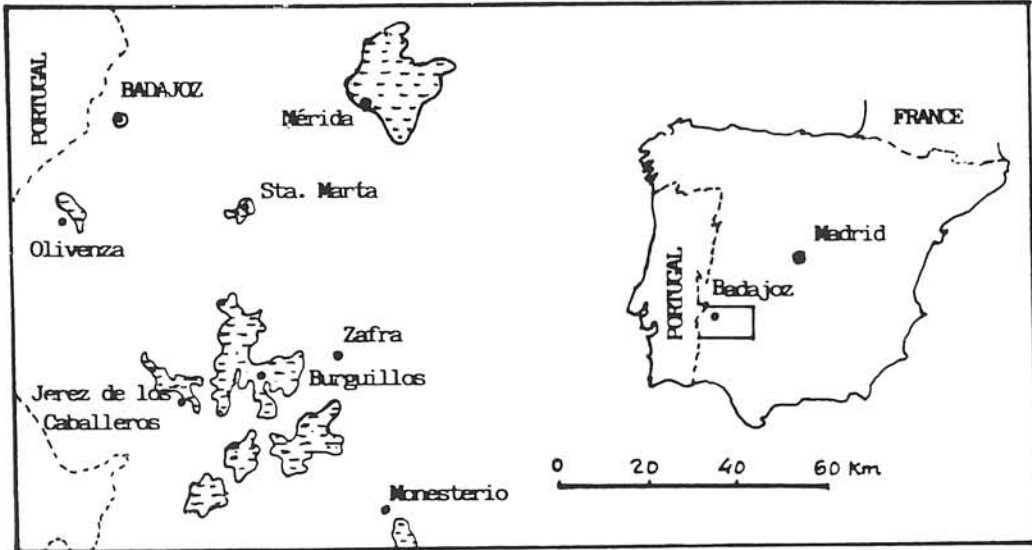 PORTUGAL
BADAJOZ
Mérida
Sta. Marta
Olivenza
Zafra
Burguillos
Jerez de los
Caballeros
Monesterio
FRANCE
Madrid
PORTUGAL
Badajoz
0 20 40 60 Km